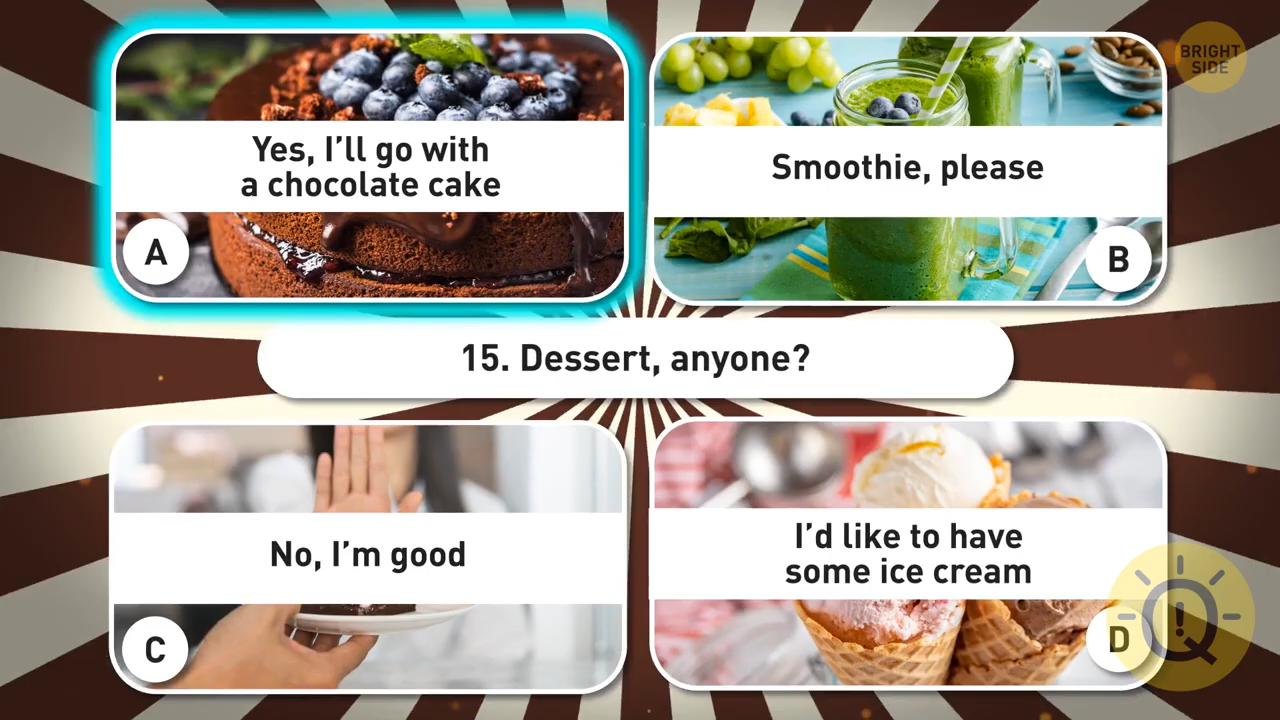 BRIGHT
SIDE
Yes, I’ll go with
a chocolate cake
A
Smoothie, please
B
15. Dessert, anyone?
No, I’m good
C
I’d like to have
some ice cream
D
Q!